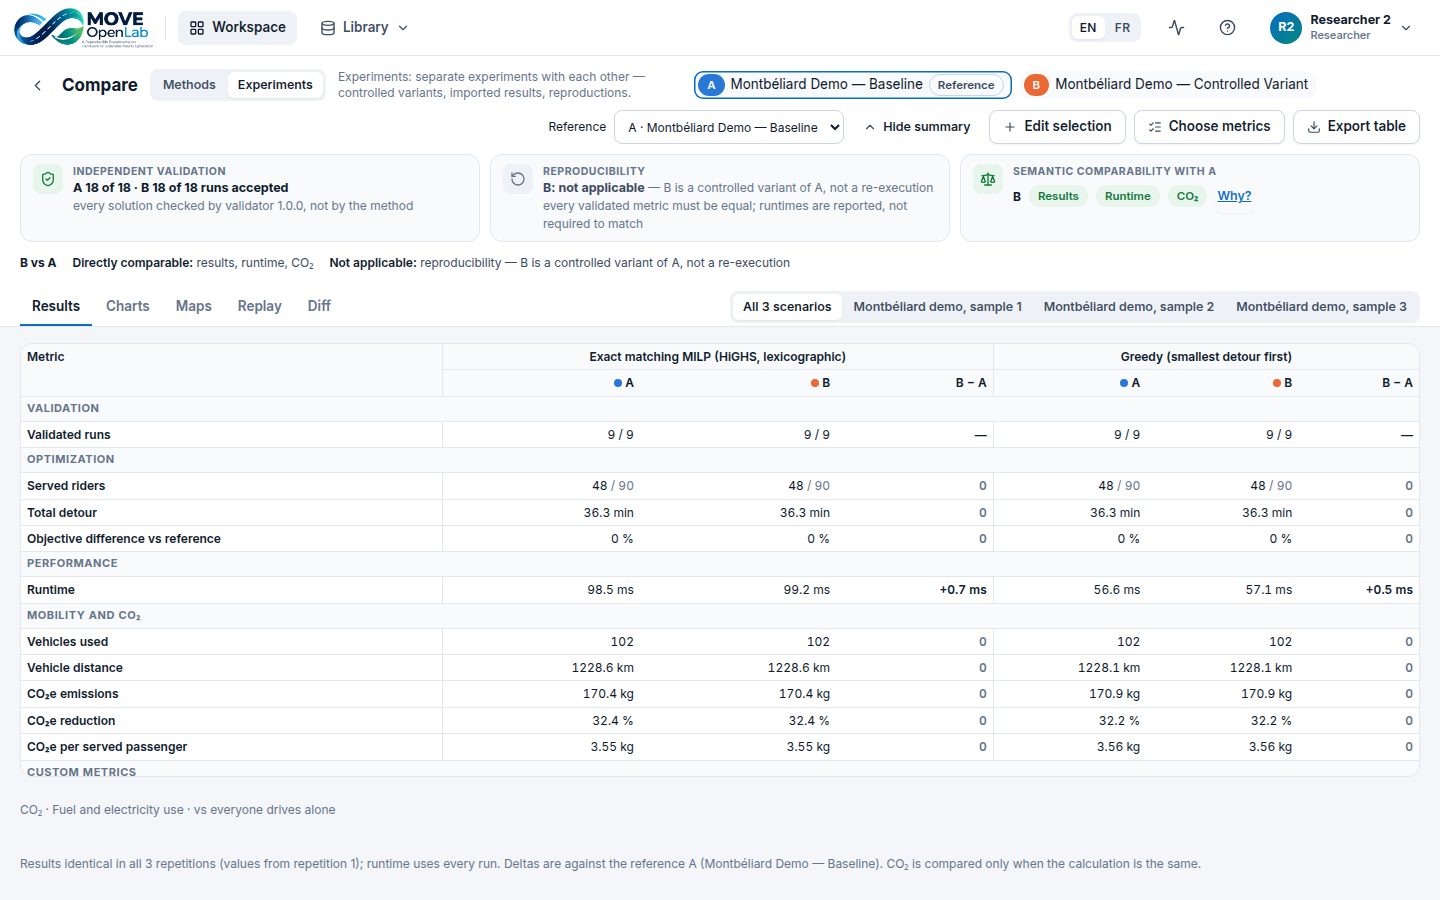 MOVE
OpenLab
Workspace
Library
EN FR
R2
Researcher 2
Researcher
Compare
Methods Experiments
Experiments: separate experiments with each other —
controlled variants, imported results, reproductions.
A Montbéliard Demo — Baseline Reference
B Montbéliard Demo — Controlled Variant
Reference A · Montbéliard Demo — Baseline Hide summary Edit selection Choose metrics Export table
INDEPENDENT VALIDATION
A 18 of 18 · B 18 of 18 runs accepted
every solution checked by validator 1.0.0, not by the method
REPRODUCIBILITY
B: not applicable — B is a controlled variant of A, not a re-execution
every validated metric must be equal; runtimes are reported, not
required to match
SEMANTIC COMPARABILITY WITH A
B Results Runtime CO₂ Why?
B vs A Directly comparable: results, runtime, CO₂ Not applicable: reproducibility — B is a controlled variant of A, not a re-execution
Results Charts Maps Replay Diff
All 3 scenarios Montbéliard demo, sample 1 Montbéliard demo, sample 2 Montbéliard demo, sample 3
Metric Exact matching MILP (HiGHS, lexicographic) Greedy (smallest detour first)
A B B − A A B B − A
VALIDATION
Validated runs 9 / 9 9 / 9 — 9 / 9 9 / 9 —
OPTIMIZATION
Served riders 48 / 90 48 / 90 0 48 / 90 48 / 90 0
Total detour 36.3 min 36.3 min 0 36.3 min 36.3 min 0
Objective difference vs reference 0 % 0 % 0 0 % 0 % 0
PERFORMANCE
Runtime 98.5 ms 99.2 ms +0.7 ms 56.6 ms 57.1 ms +0.5 ms
MOBILITY AND CO₂
Vehicles used 102 102 0 102 102 0
Vehicle distance 1228.6 km 1228.6 km 0 1228.1 km 1228.1 km 0
CO₂e emissions 170.4 kg 170.4 kg 0 170.9 kg 170.9 kg 0
CO₂e reduction 32.4 % 32.4 % 0 32.2 % 32.2 % 0
CO₂e per served passenger 3.55 kg 3.55 kg 0 3.56 kg 3.56 kg 0
CUSTOM METRICS
CO₂ · Fuel and electricity use · vs everyone drives alone
Results identical in all 3 repetitions (values from repetition 1); runtime uses every run. Deltas are against the reference A (Montbéliard Demo — Baseline). CO₂ is compared only when the calculation is the same.